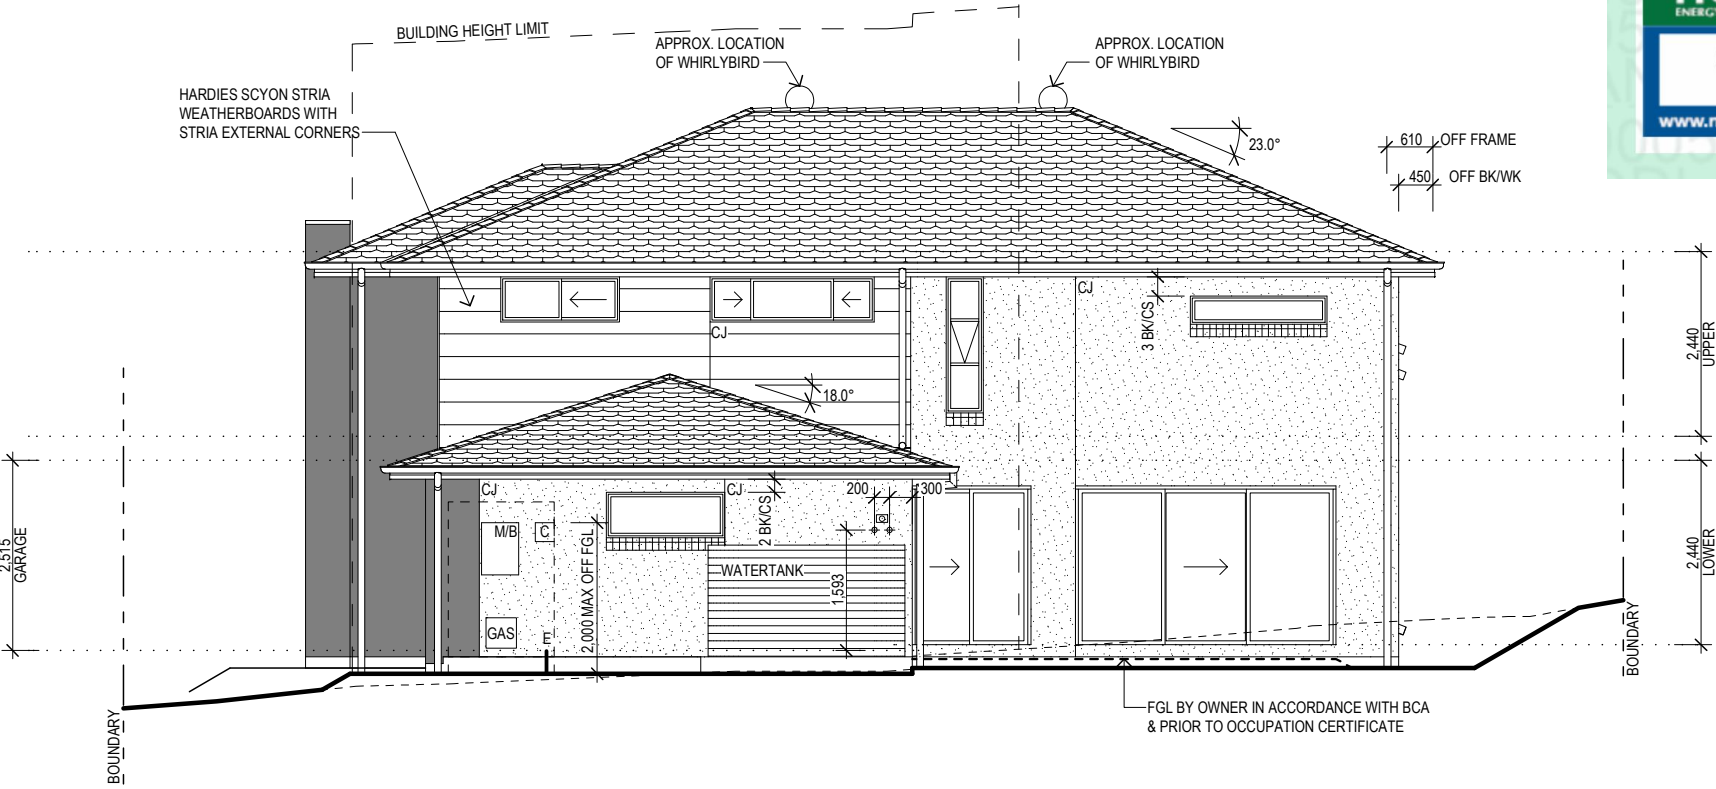 BUILDING HEIGHT LIMIT
APPROX. LOCATION
OF WHIRLYBIRD
APPROX. LOCATION
OF WHIRLYBIRD
HARDIES SCYON STRIA
WEATHERBOARDS WITH
STRIA EXTERNAL CORNERS
23.0°
610 OFF FRAME
450 OFF BK/WK
www.
CJ
CJ
3 BK/CS
2,440
UPPER
18.0°
CJ
CJ
2 BK/CS
200
300
M/B
C
2,000 MAX OFF FGL
WATERTANK
1,593
GAS
E
2,515
GARAGE
2,440
LOWER
BOUNDARY
BOUNDARY
FGL BY OWNER IN ACCORDANCE WITH BCA
& PRIOR TO OCCUPATION CERTIFICATE